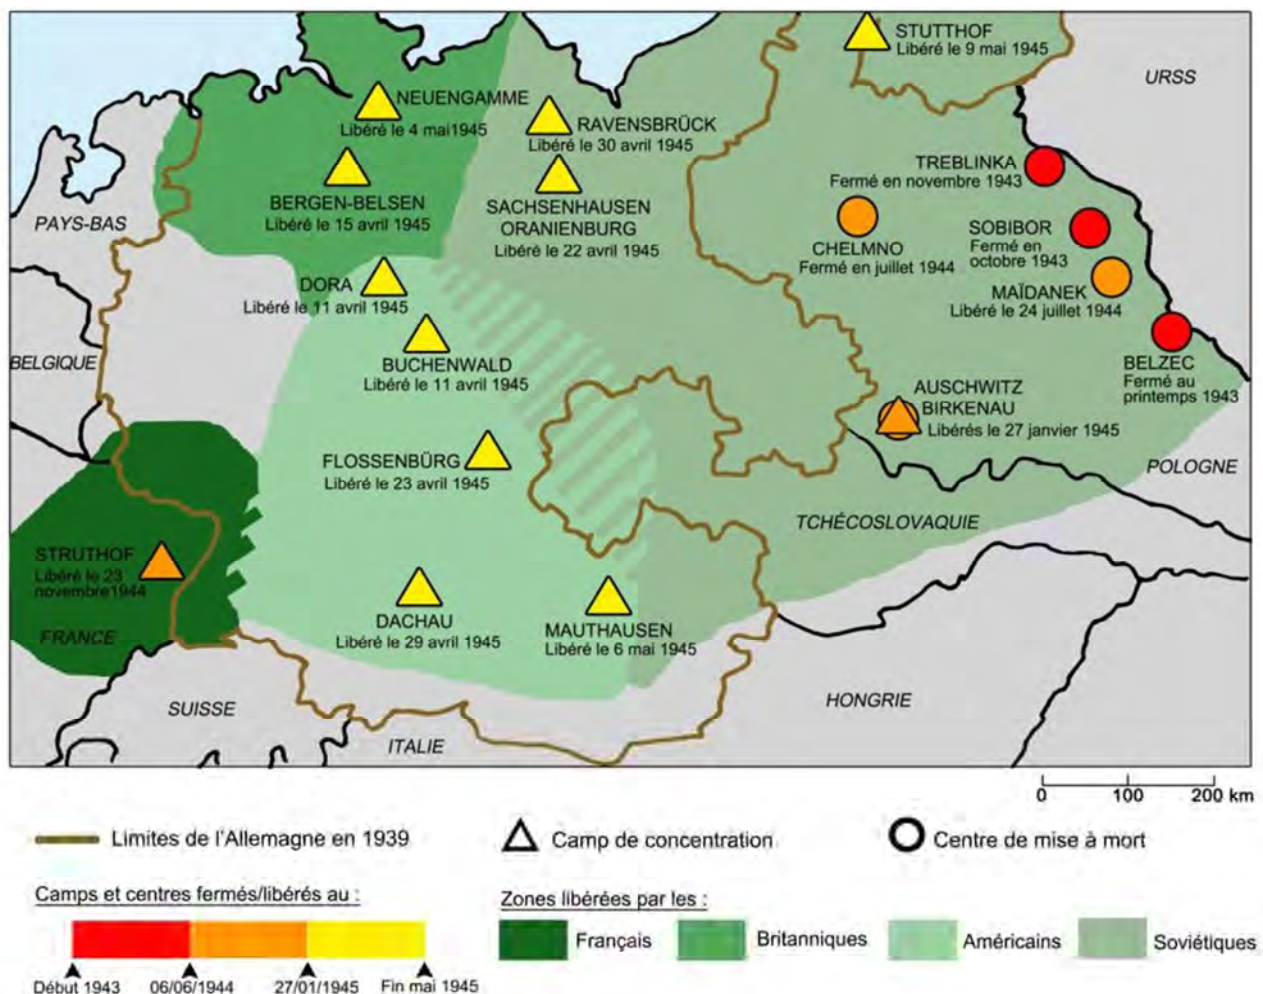 STUTTHOF
Libéré le 9 mai 1945
URSS
NEUENGAMME
Libéré le 4 mai1945
RAVENSBRÜCK
Libéré le 30 avril 1945
TREBLINKA
Fermé en novembre 1943
BERGEN-BELSEN
Libéré le 15 avril 1945
SACHSENHAUSEN
ORANIENBURG
Libéré le 22 avril 1945
PAYS-BAS
CHELMNO
Fermé en juillet 1944
SOBIBOR
Fermé en
octobre 1943
MAÏDANEK
Libéré le 24 juillet 1944
DORA
Libéré le 11 avril 1945
BUCHENWALD
Libéré le 11 avril 1945
BELGIQUE
BELZEC
Fermé au
printemps 1943
AUSCHWITZ
BIRKENAU
Libérés le 27 janvier 1945
FLOSSENBÜRG
Libéré le 23 avril 1945
POLOGNE
TCHÉCOSLOVAQUIE
STRUTHOF
Libéré le 23
novembre1944
FRANCE
DACHAU
Libéré le 29 avril 1945
MAUTHAUSEN
Libéré le 6 mai 1945
SUISSE
ITALIE
HONGRIE
0 100 200 km
Limites de l'Allemagne en 1939
Camp de concentration
Centre de mise à mort
Camps et centres fermés/libérés au :
Début 1943 06/06/1944 27/01/1945 Fin mai 1945
Zones libérées par les :
Français
Britanniques
Américains
Soviétiques